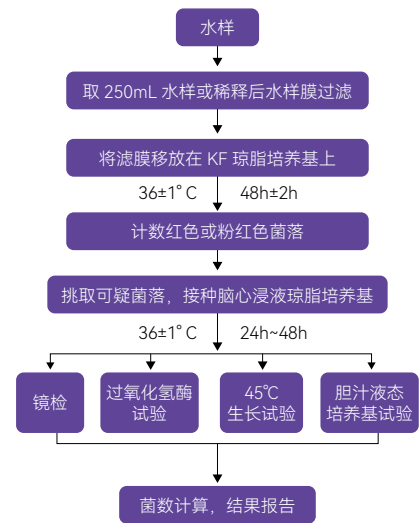 水样
取 250mL 水样或稀释后水样膜过滤
将滤膜移放在 KF 琼脂培养基上
36±1°C 48h±2h
计数红色或粉红色菌落
挑取可疑菌落，接种脑心浸液琼脂培养基
36±1°C 24h~48h
镜检
过氧化氢酶
试验
45℃
生长试验
胆汁液态
培养基试验
菌数计算，结果报告